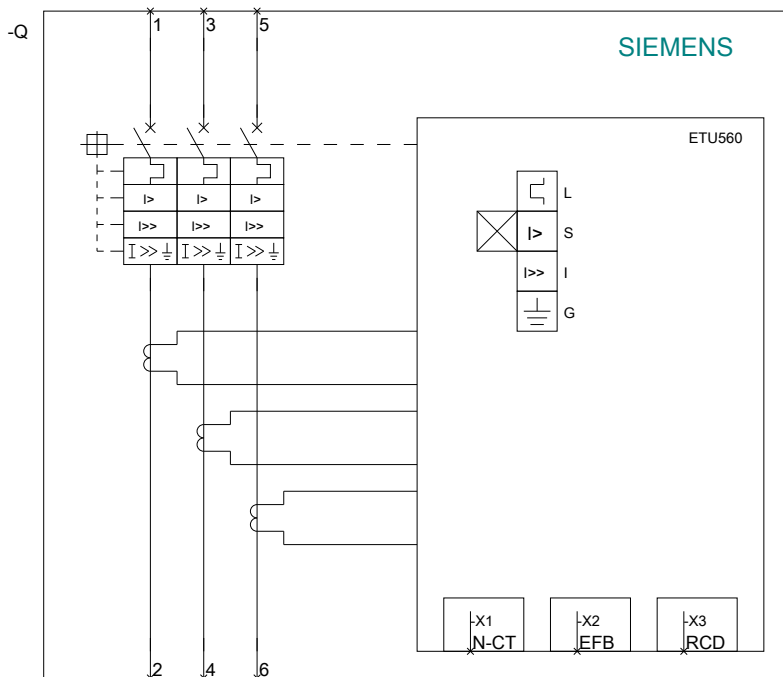 -Q
1 3 5
SIEMENS
ETU560
L
I> I> I> I> S
I>> I>> I>> I>> I
I >> I >> I >> G
-X1 -X2 -X3
N-CT EFB RCD
2 4 6